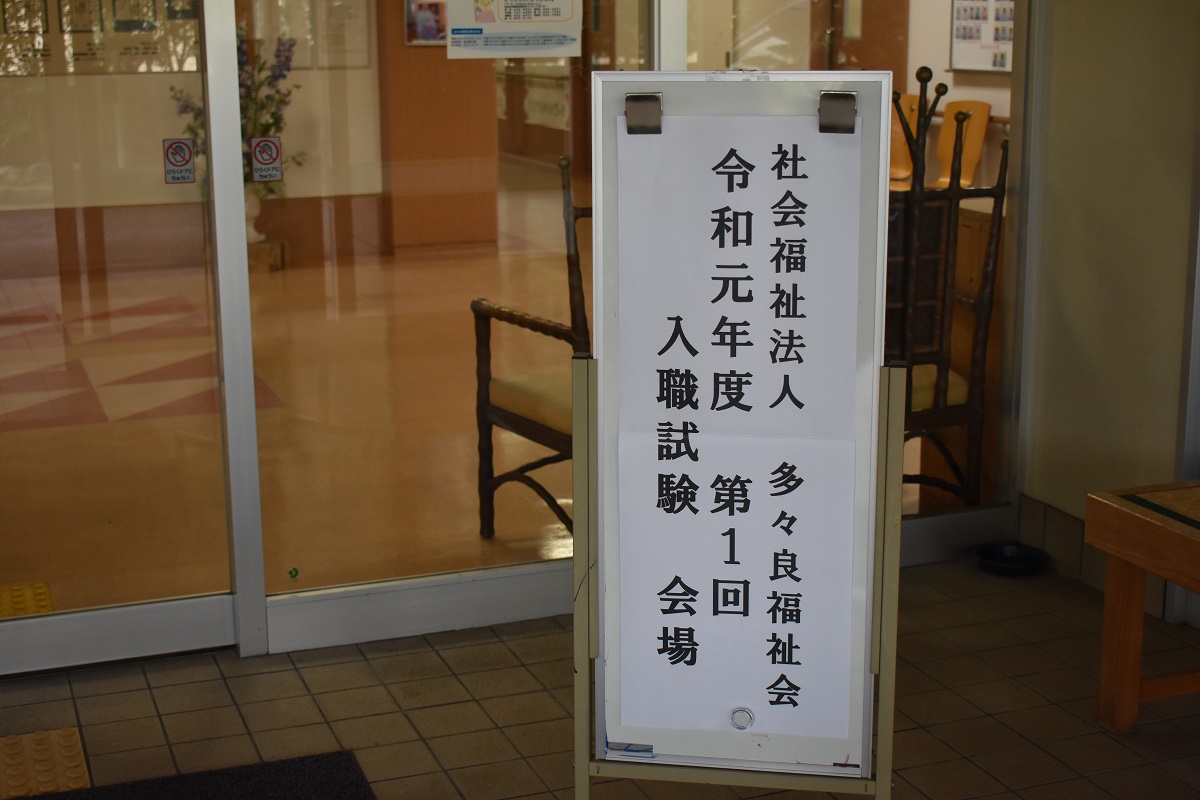 社会福祉法人 多々良福祉会
令和元年度 第1回
入職試験 会場